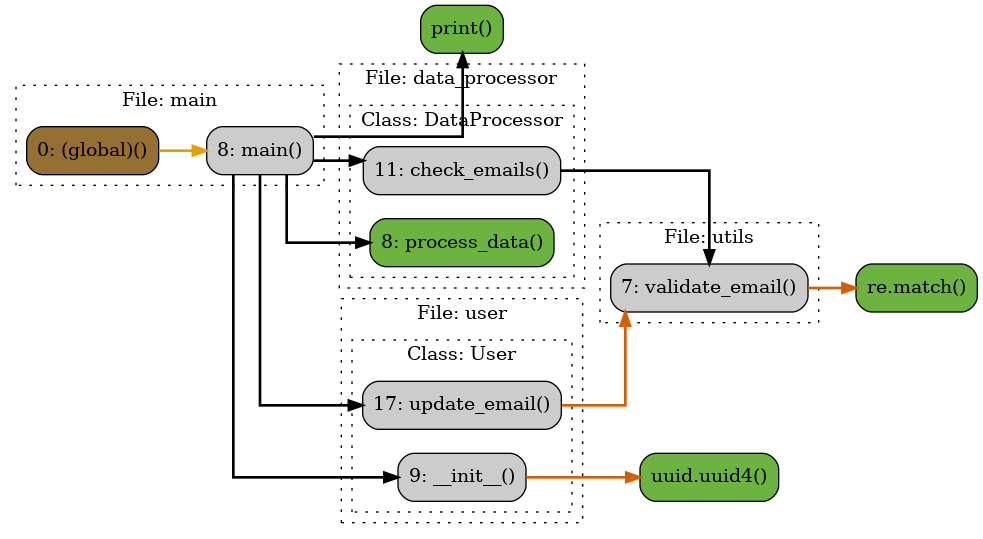 print()
File: data_processor
File: main
Class: DataProcessor
0: (global)()
8: main()
11: check_emails()
8: process_data()
File: utils
7: validate_email()
re.match()
File: user
Class: User
17: update_email()
9: __init__()
uuid.uuid4()